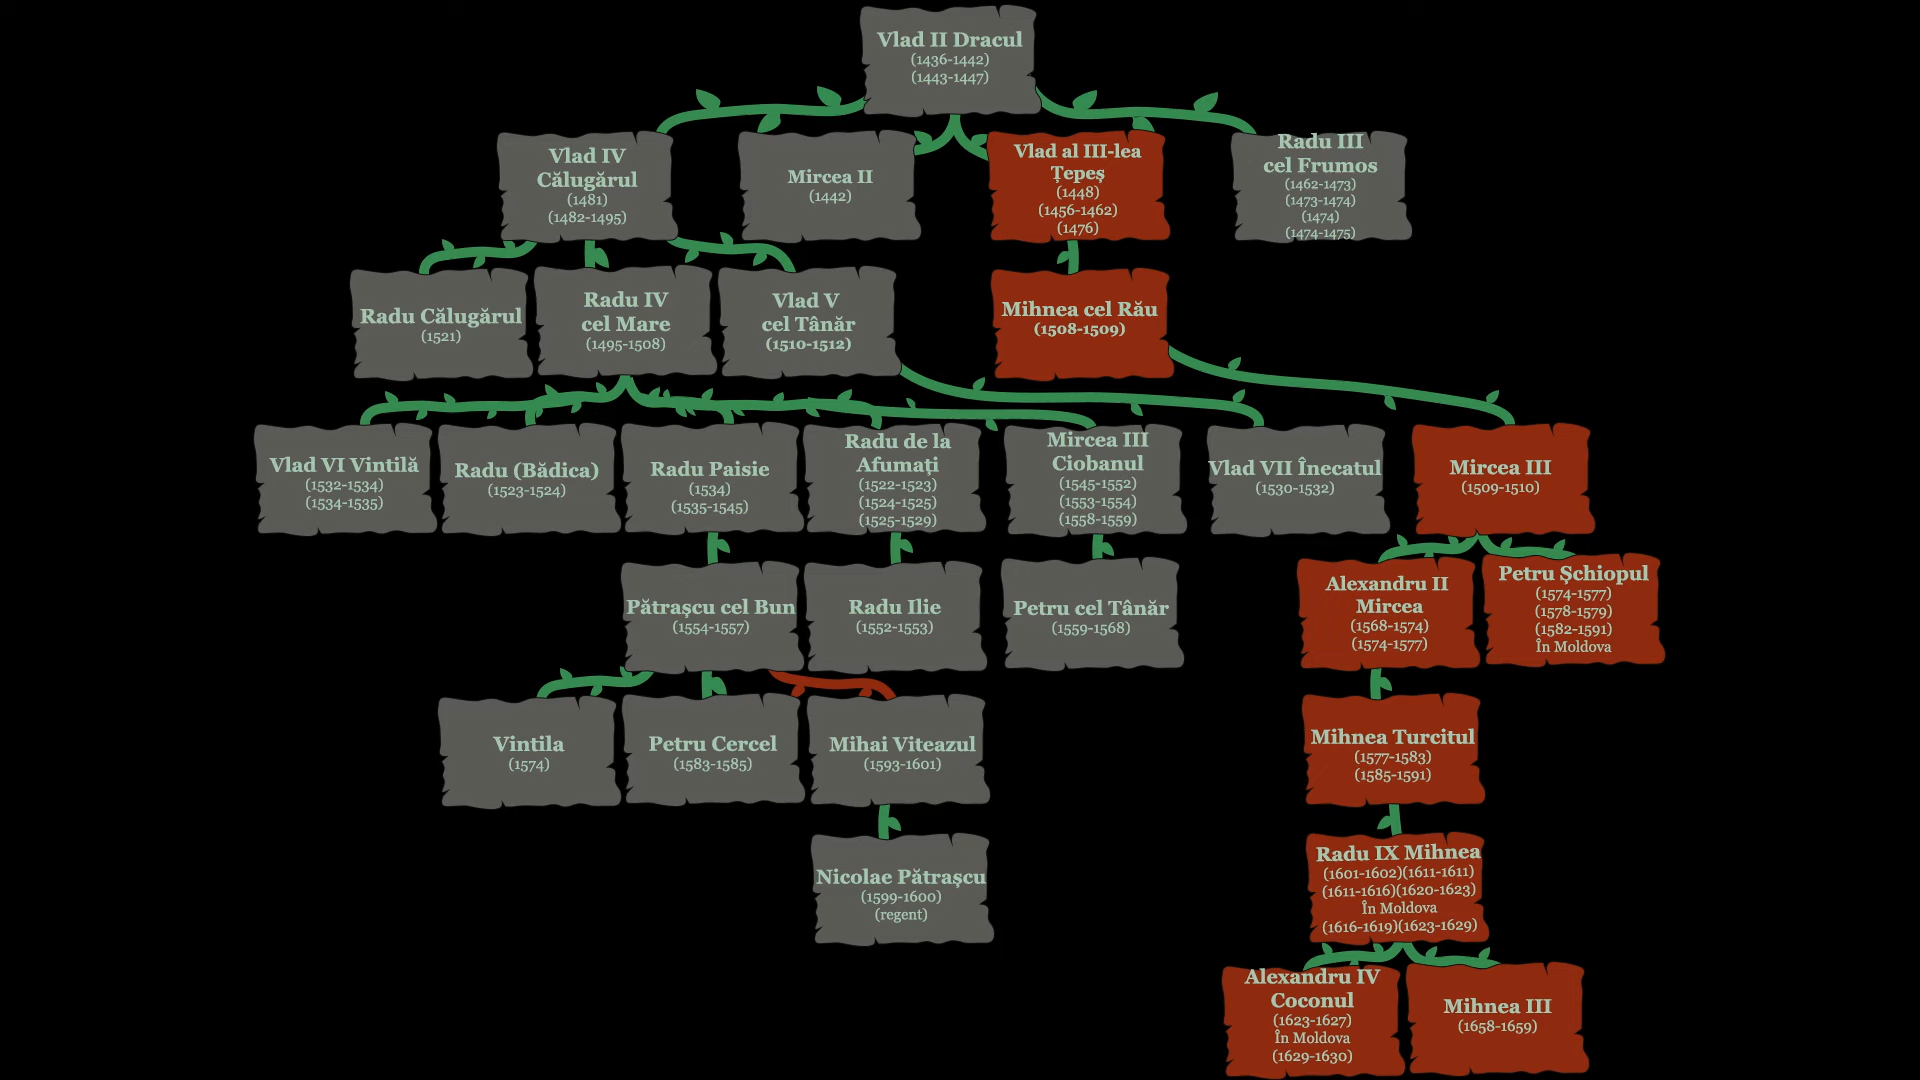 Vlad II Dracul
(1436-1442)
(1443-1447)
Vlad IV
Călugărul
(1481)
(1482-1495)
Mircea II
(1442)
Vlad al III-lea
Țepeș
(1448)
(1456-1462)
(1476)
Radu III
cel Frumos
(1462-1473)
(1473-1474)
(1474)
(1474-1475)
Radu Călugărul
(1521)
Radu IV
cel Mare
(1495-1508)
Vlad V
cel Tânăr
(1510-1512)
Mihnea cel Rău
(1508-1509)
Vlad VI Vintilă
(1532-1534)
(1534-1535)
Radu (Bădica)
(1523-1524)
Radu Paisie
(1534)
(1535-1545)
Radu de la
Afumați
(1522-1523)
(1524-1525)
(1525-1529)
Mircea III
Ciobanul
(1545-1552)
(1553-1554)
(1558-1559)
Vlad VII Înecatul
(1530-1532)
Mircea III
(1509-1510)
Pătrașcu cel Bun
(1554-1557)
Radu Ilie
(1552-1553)
Petru cel Tânăr
(1559-1568)
Alexandru II
Mircea
(1568-1574)
(1574-1577)
Petru Șchiopul
(1574-1577)
(1578-1579)
(1582-1591)
În Moldova
Vintila
(1574)
Petru Cercel
(1583-1585)
Mihai Viteazul
(1593-1601)
Mihnea Turcitul
(1577-1583)
(1585-1591)
Nicolae Pătrașcu
(1599-1600)
(regent)
Radu IX Mihnea
(1601-1602)(1611-1611)
(1611-1616)(1620-1623)
În Moldova
(1616-1619)(1623-1629)
Alexandru IV
Coconul
(1623-1627)
În Moldova
(1629-1630)
Mihnea III
(1658-1659)